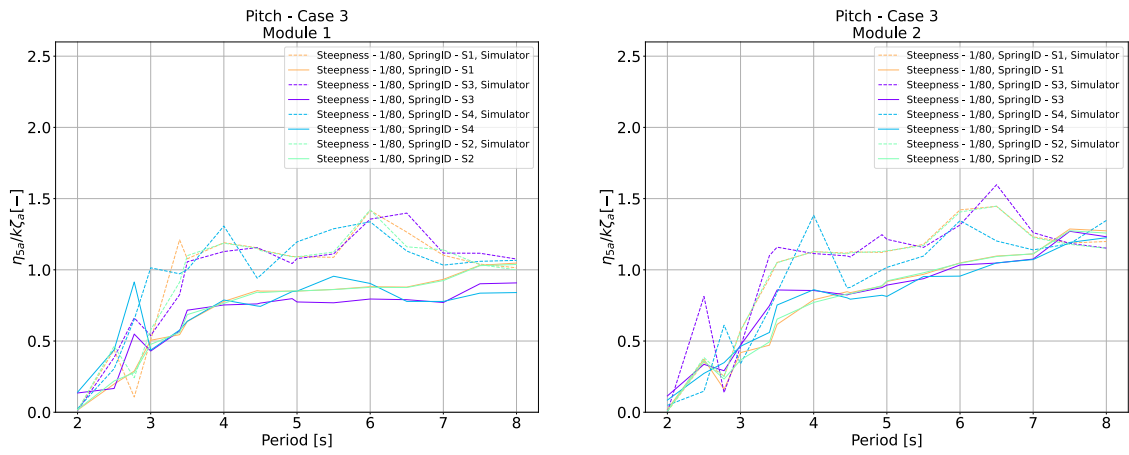 Pitch - Case 3
Module 1
Steepness - 1/80, SpringID - S1, Simulator
Steepness - 1/80, SpringID - S1
Steepness - 1/80, SpringID - S3, Simulator
Steepness - 1/80, SpringID - S3
Steepness - 1/80, SpringID - S4, Simulator
Steepness - 1/80, SpringID - S4
Steepness - 1/80, SpringID - S2, Simulator
Steepness - 1/80, SpringID - S2
2.5
2.0
1.5
1.0
0.5
0.0
η5a/kζa[−]
2 3 4 5 6 7 8
Period [s]
Pitch - Case 3
Module 2
Steepness - 1/80, SpringID - S1, Simulator
Steepness - 1/80, SpringID - S1
Steepness - 1/80, SpringID - S3, Simulator
Steepness - 1/80, SpringID - S3
Steepness - 1/80, SpringID - S4, Simulator
Steepness - 1/80, SpringID - S4
Steepness - 1/80, SpringID - S2, Simulator
Steepness - 1/80, SpringID - S2
2.5
2.0
1.5
1.0
0.5
0.0
η5a/kζa[−]
2 3 4 5 6 7 8
Period [s]